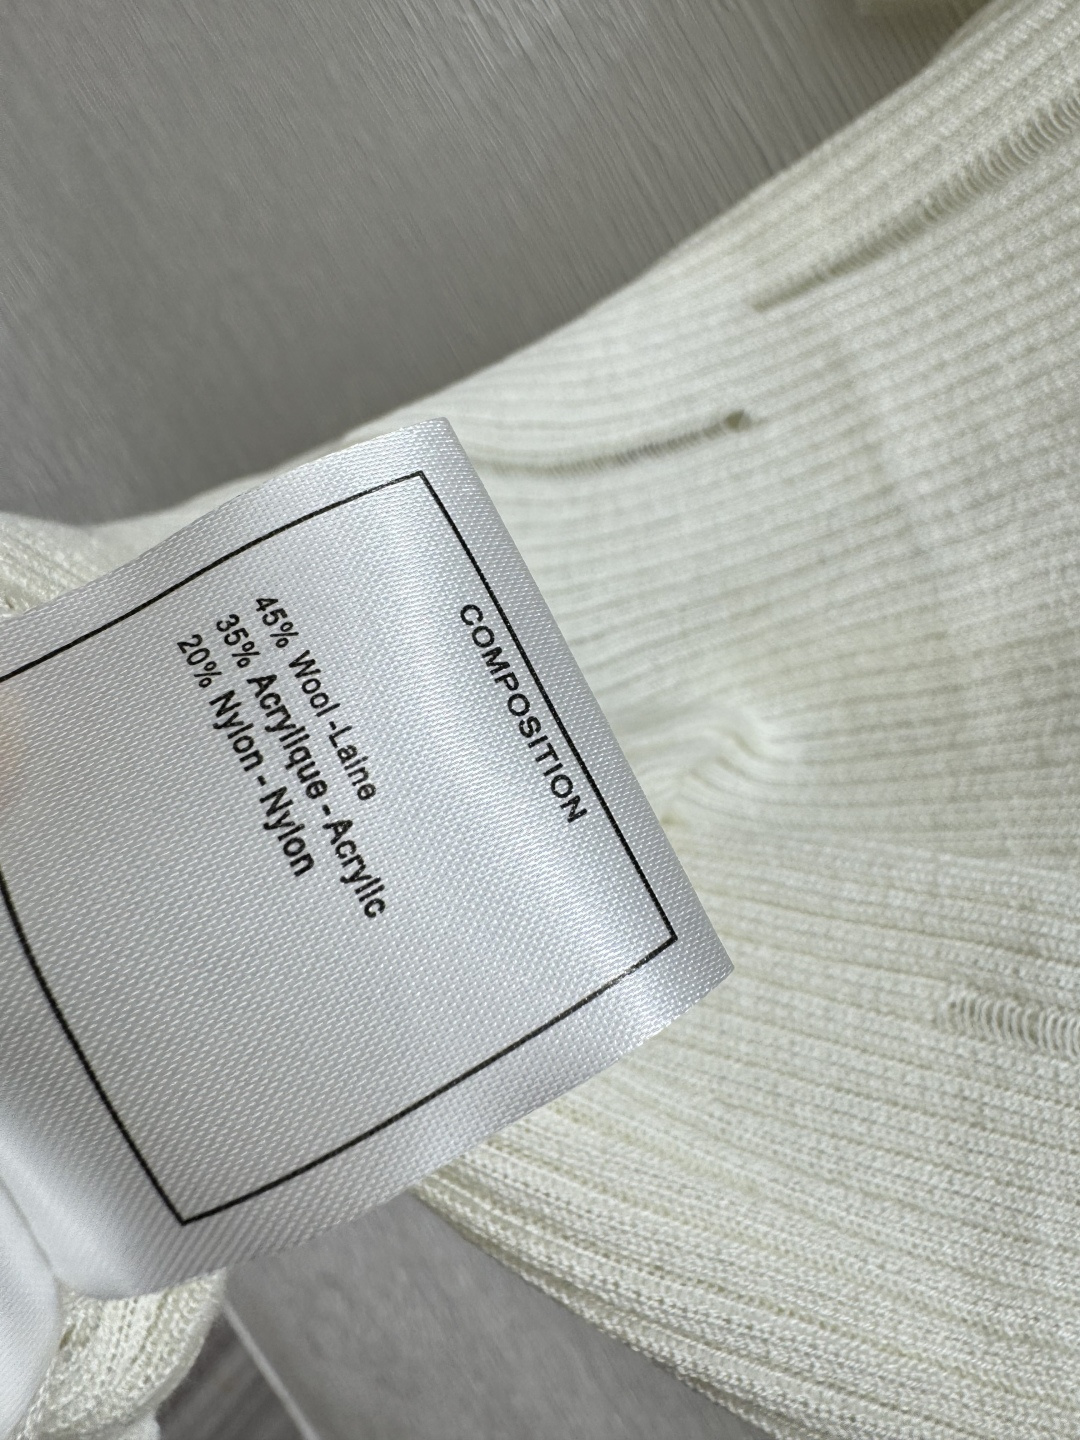 COMPOSITION
45% Wool -Laine
35% Acrylique - Acrylic
20% Nylon - Nylon